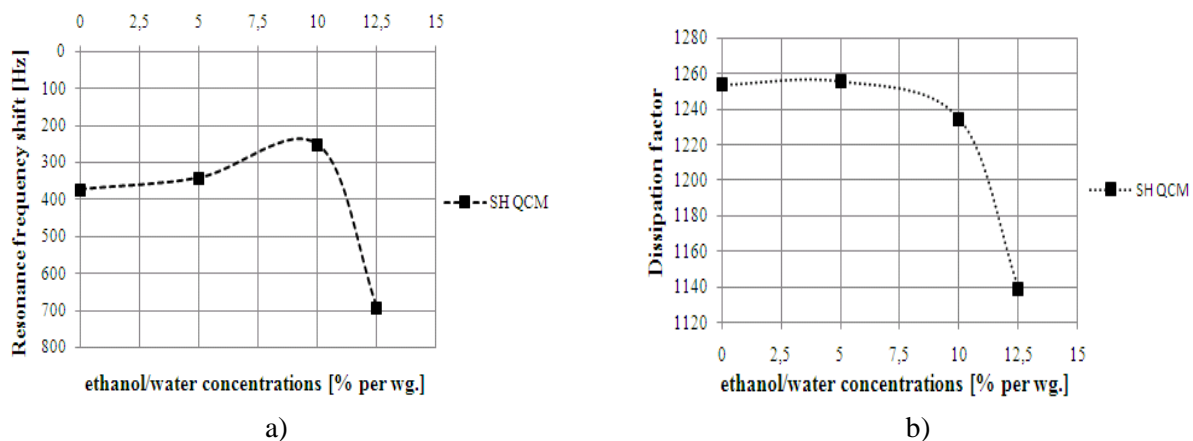 0 2,5 5 7,5 10 12,5 15
0
100
200
300
400
500
600
700
800
Resonance frequency shift [Hz]
SH QCM
ethanol/water concentrations [% per wg.]
a)
1280
1260
1240
1220
1200
1180
1160
1140
1120
Dissipation factor
SH QCM
0 2,5 5 7,5 10 12,5 15
ethanol/water concentrations [% per wg.]
b)